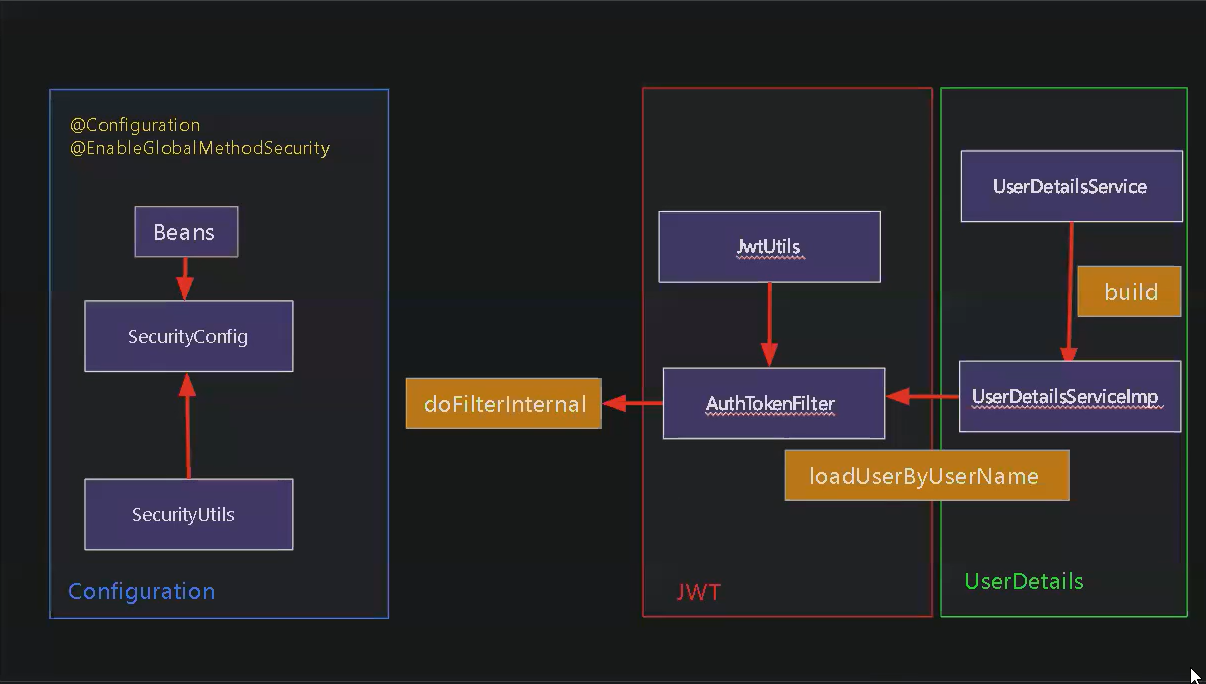 @Configuration
@EnableGlobalMethodSecurity
Beans
SecurityConfig
SecurityUtils
Configuration
doFilterInternal
JwtUtils
AuthTokenFilter
loadUserByUserName
JWT
UserDetailsService
build
UserDetailsServiceImp
UserDetails